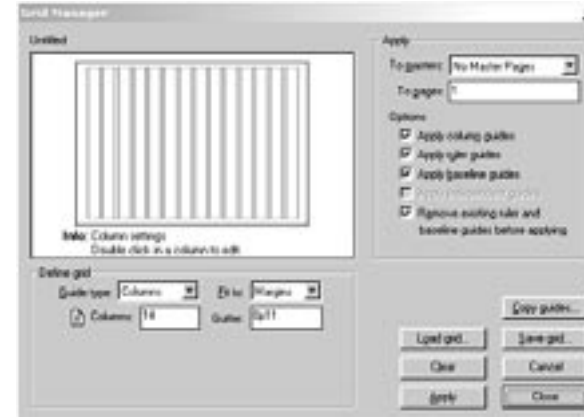 Grid Manager
Untitled
Info: Column settings
Double click in a column to edit
Define grid
Guide type: Columns Fit to: Margins
Columns: 14 Gutter: 0p11
Apply
To masters: No Master Pages
To pages: 1
Options
Apply column guides
Apply ruler guides
Apply baseline guides
Remove existing ruler and
baseline guides before applying
Copy guides...
Load grid... Save grid...
Clear Cancel
Apply Close